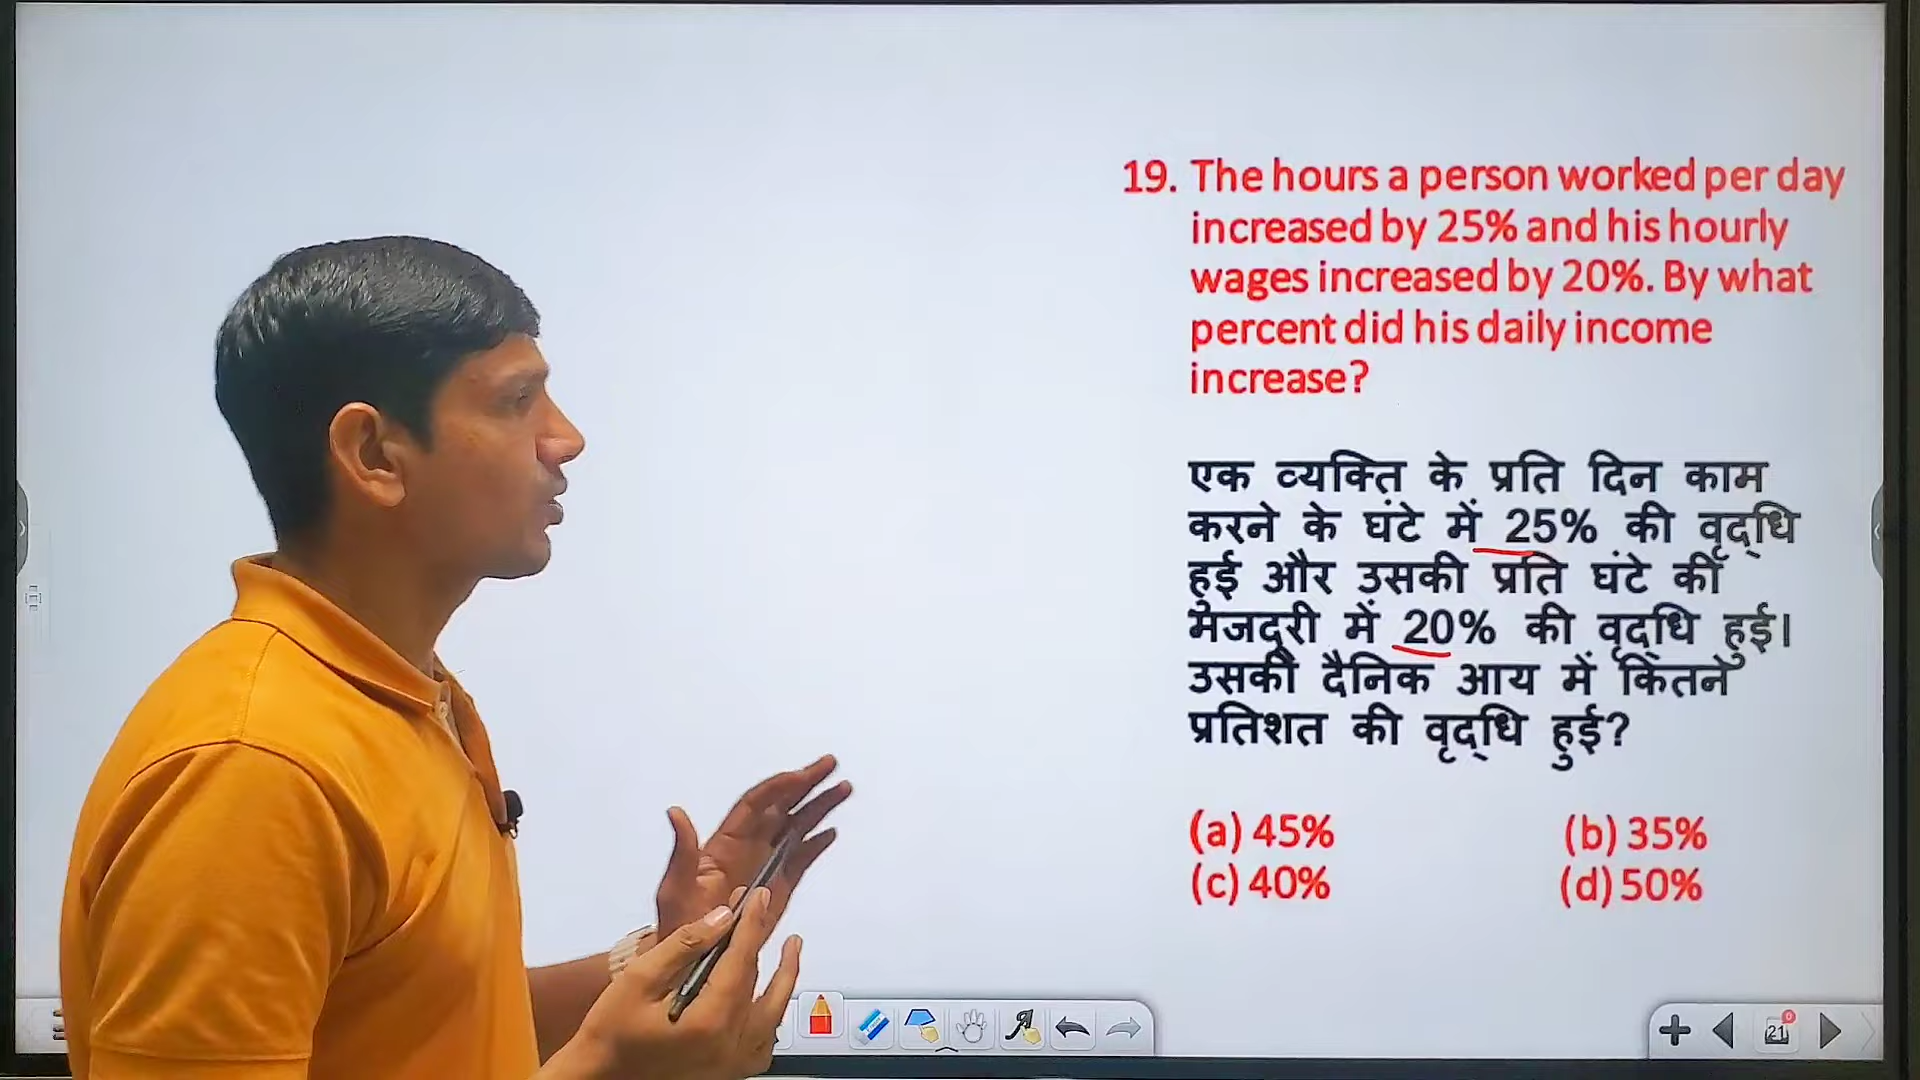 19. The hours a person worked per day
increased by 25% and his hourly
wages increased by 20%. By what
percent did his daily income
increase?
एक व्यक्ति के प्रति दिन काम
करने के घंटे में 25% की वृद्धि
हुई और उसकी प्रति घंटे की
मजदूरी में 20% की वृद्धि हुई।
उसकी दैनिक आय में कितने
प्रतिशत की वृद्धि हुई?
(a) 45% (b) 35%
(c) 40% (d) 50%
21